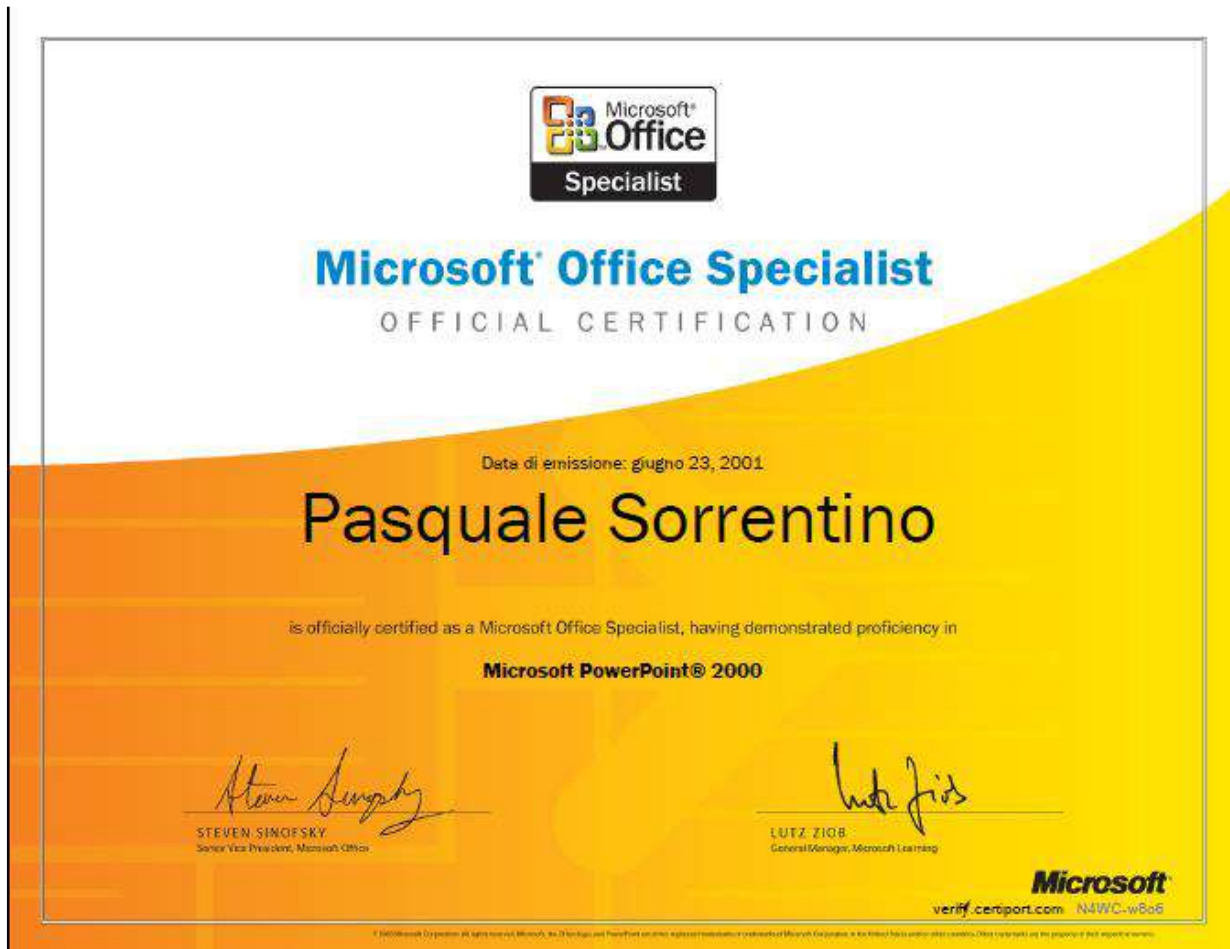 Microsoft®
Office
Specialist
Microsoft® Office Specialist
OFFICIAL CERTIFICATION
Data di emissione: giugno 23, 2001
Pasquale Sorrentino
is officially certified as a Microsoft Office Specialist, having demonstrated proficiency in
Microsoft PowerPoint® 2000
STEVEN SINOFSKY
Senior Vice President, Microsoft Office
LUTZ ZIOB
General Manager, Microsoft Learning
Microsoft
verify.certiport.com N4WC-w8o6